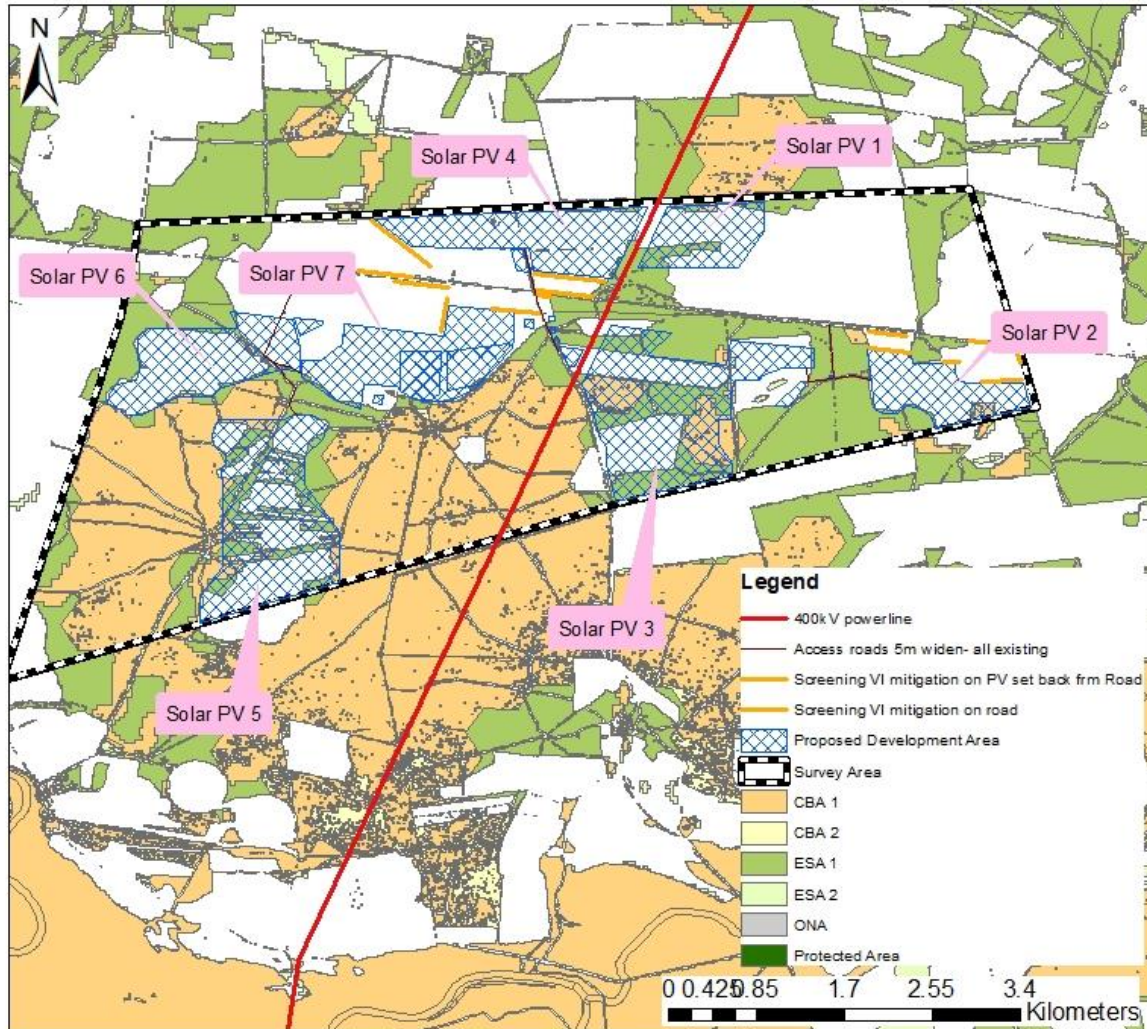 N
Solar PV 4
Solar PV 1
Solar PV 6
Solar PV 7
Solar PV 2
Solar PV 3
Solar PV 5
Legend
400kV powerline
Access roads 5m widen- all existing
Screening VI mitigation on PV set back frm Road
Screening VI mitigation on road
Proposed Development Area
Survey Area
CBA 1
CBA 2
ESA 1
ESA 2
ONA
Protected Area
0 0.425 0.85 1.7 2.55 3.4
Kilometers